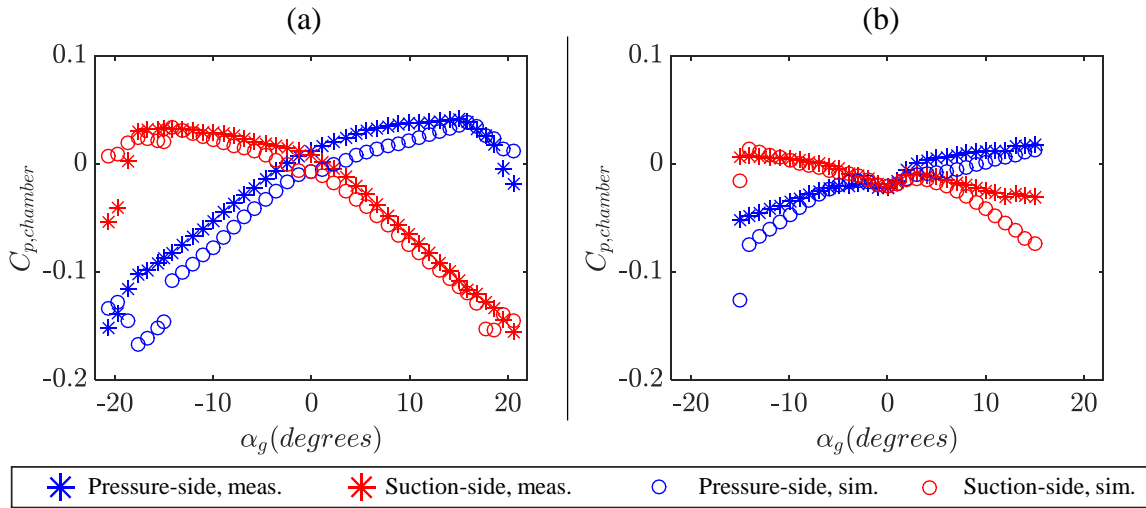 (a)
(b)
0.1
0
-0.1
-0.2
C_{p,chamber}
-20 -10 0 10 20
α_g(degrees)
0.1
0
-0.1
-0.2
C_{p,chamber}
-20 -10 0 10 20
α_g(degrees)
Pressure-side, meas. Suction-side, meas. Pressure-side, sim. Suction-side, sim.